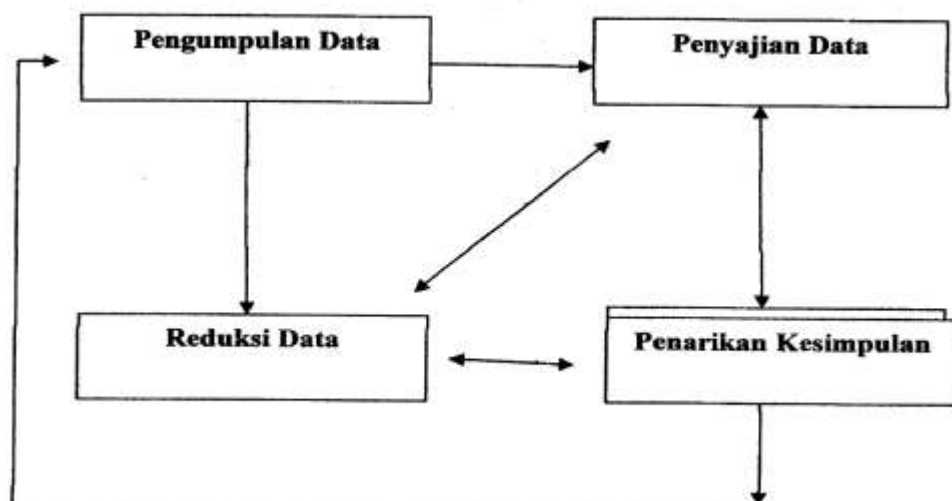 Pengumpulan Data
Penyajian Data
Reduksi Data
Penarikan Kesimpulan